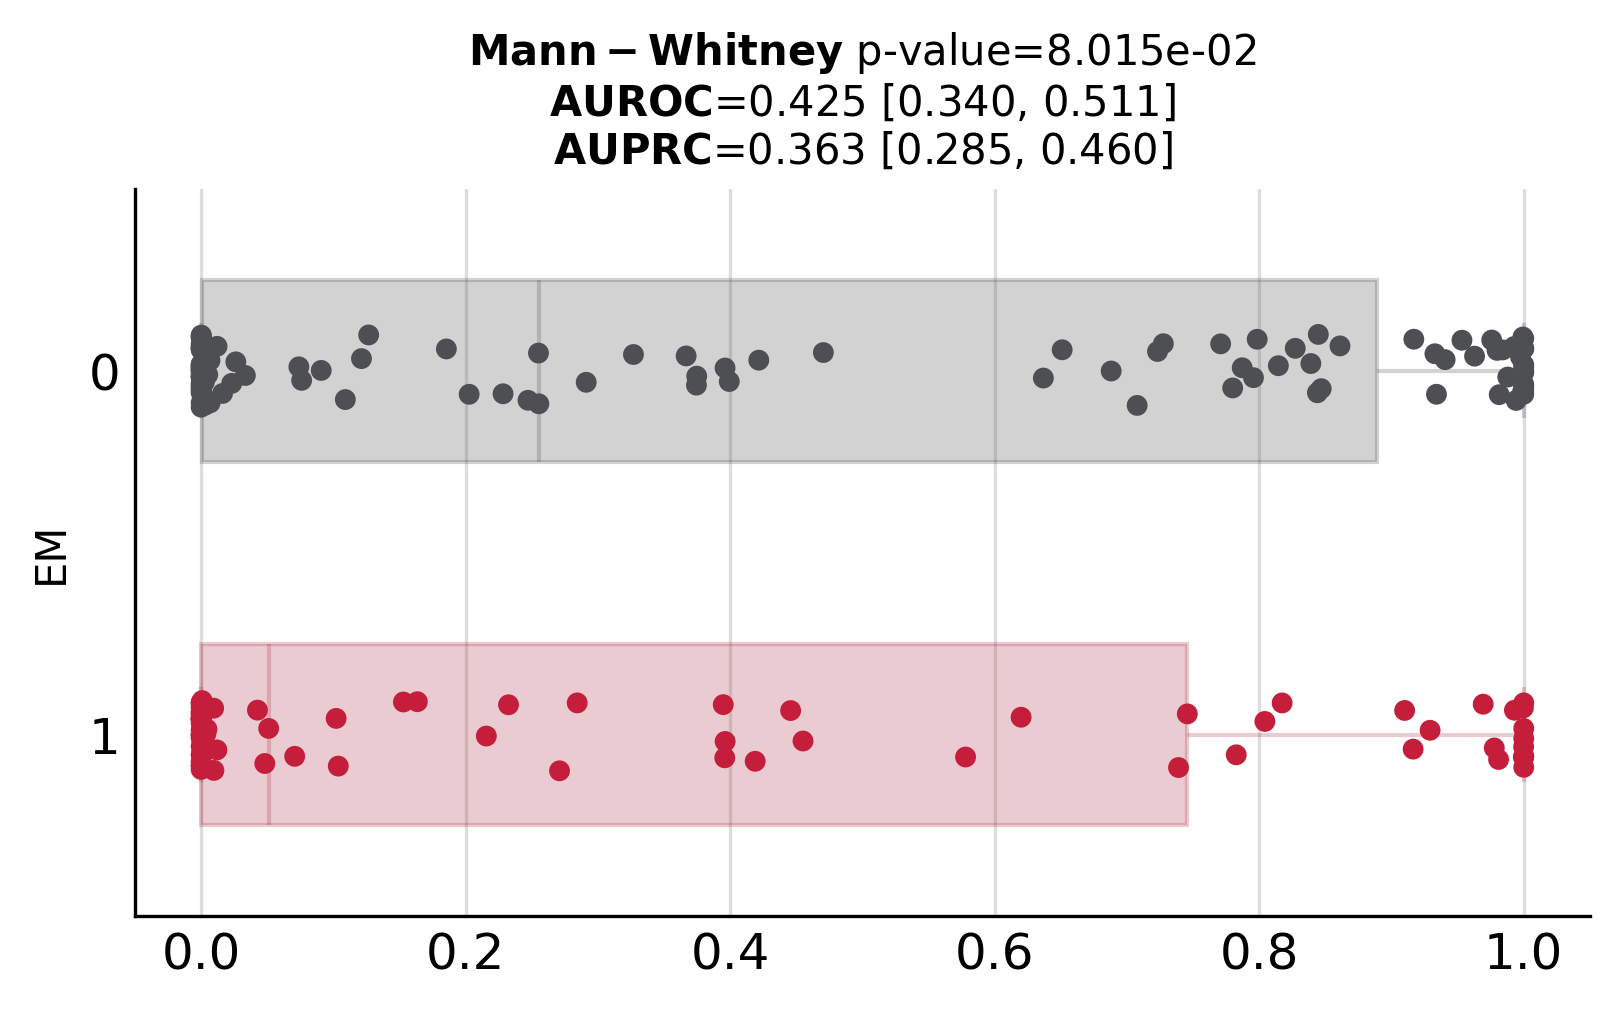 Mann − Whitney p-value=8.015e-02
AUROC=0.425 [0.340, 0.511]
AUPRC=0.363 [0.285, 0.460]
0
EM
1
0.0 0.2 0.4 0.6 0.8 1.0